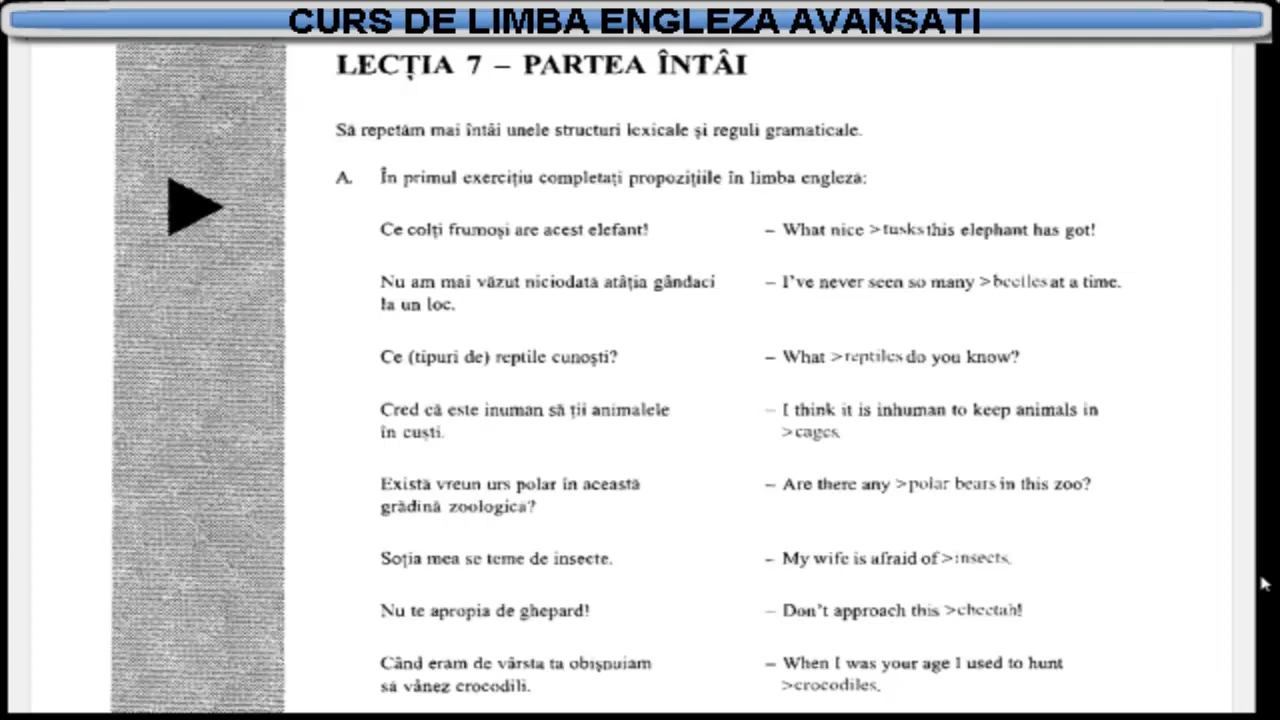 CURS DE LIMBA ENGLEZA AVANSATI
LECȚIA 7 – PARTEA ÎNTÂI
Să repetăm mai întâi unele structuri lexicale și reguli gramaticale.
A. În primul exercițiu completați propozițiile în limba engleză:
Ce colți frumoși are acest elefant! – What nice >tusks this elephant has got!
Nu am mai văzut niciodată atâția gândaci – I've never seen so many >beetles at a time.
la un loc.
Ce (tipuri de) reptile cunoști? – What >reptiles do you know?
Cred că este inuman să ții animalele – I think it is inhuman to keep animals in
în cuști. >cages.
Există vreun urs polar în această – Are there any >polar bears in this zoo?
grădină zoologică?
Soția mea se teme de insecte. – My wife is afraid of >insects.
Nu te apropia de ghepard! – Don't approach this >cheetah!
Când eram de vârsta ta obișnuiam – When I was your age I used to hunt
să vânez crocodili. >crocodiles.